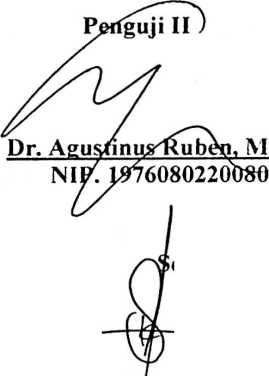 Penguji II
Dr. Agustinus Ruben, M
NIP. 1976080220080